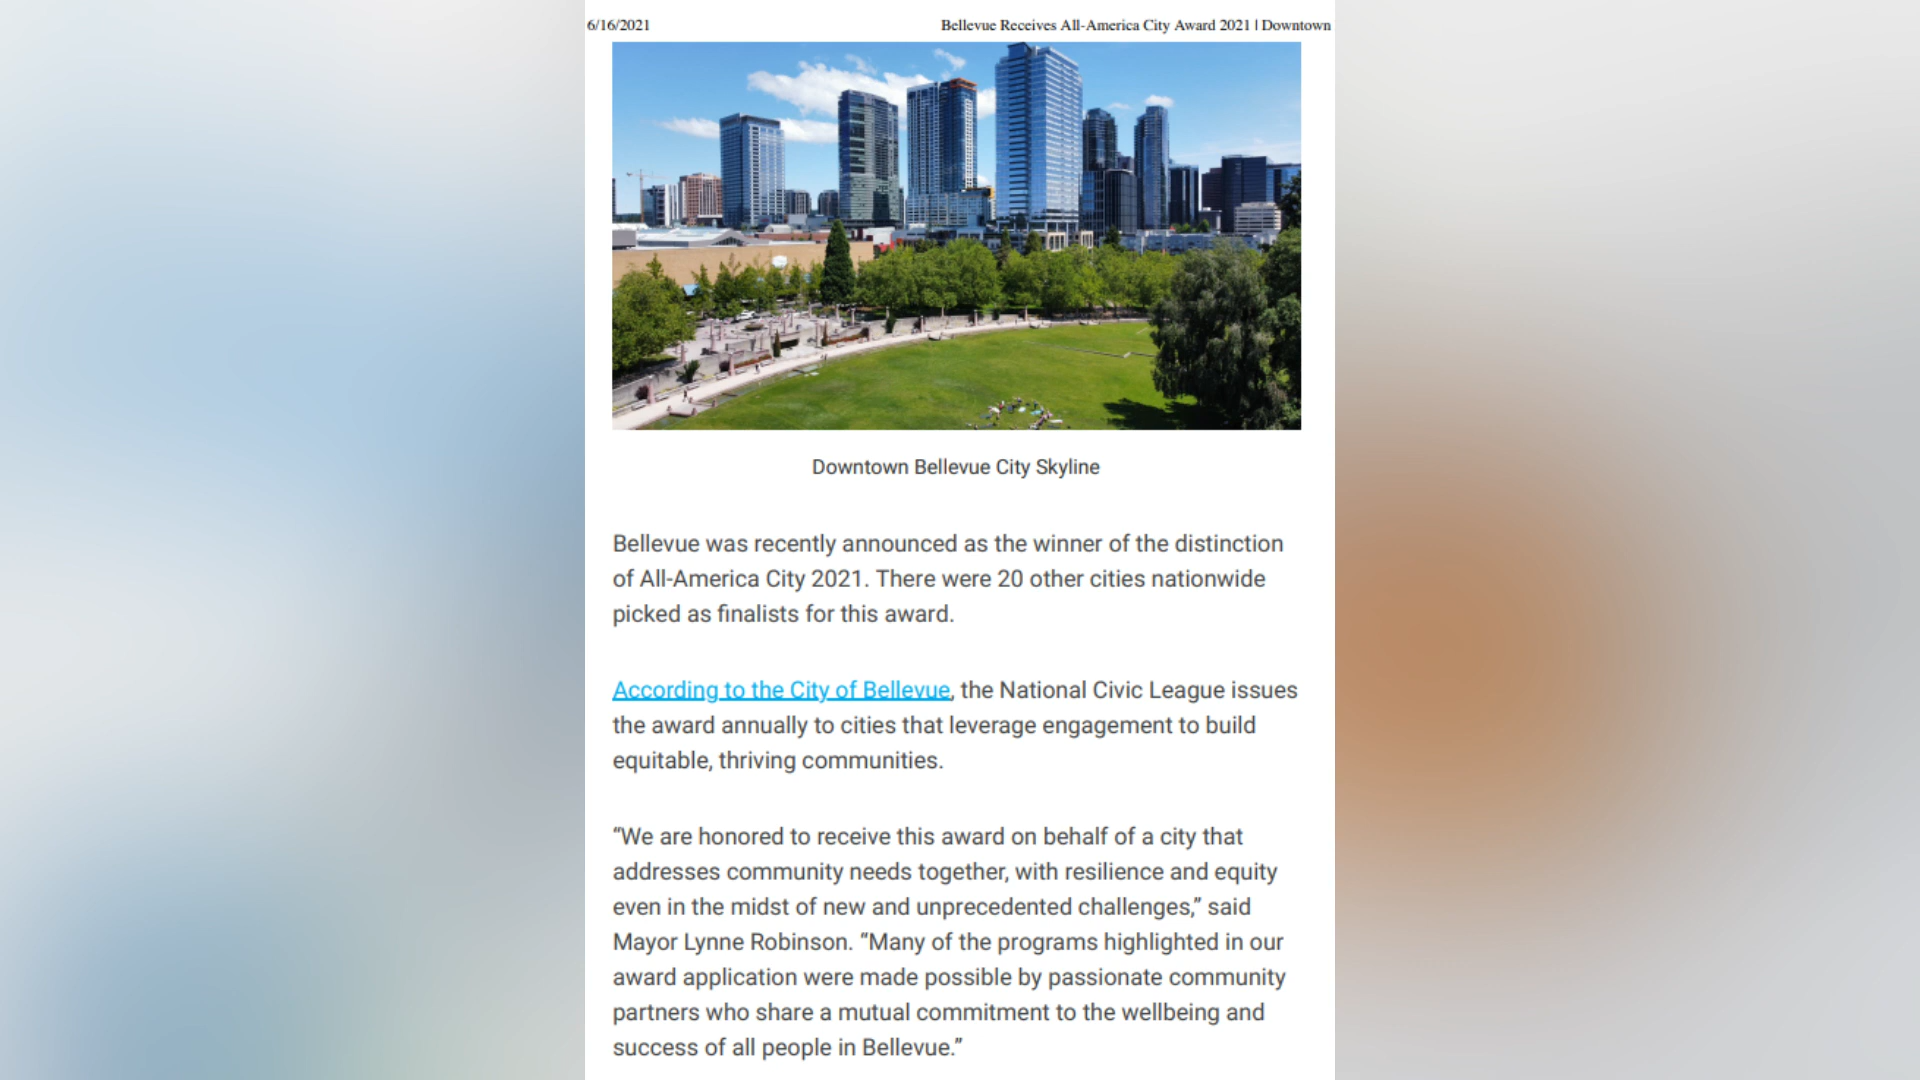 6/16/2021 Bellevue Receives All-America City Award 2021 | Downtown
Downtown Bellevue City Skyline
Bellevue was recently announced as the winner of the distinction
of All-America City 2021. There were 20 other cities nationwide
picked as finalists for this award.
According to the City of Bellevue, the National Civic League issues
the award annually to cities that leverage engagement to build
equitable, thriving communities.
“We are honored to receive this award on behalf of a city that
addresses community needs together, with resilience and equity
even in the midst of new and unprecedented challenges,” said
Mayor Lynne Robinson. “Many of the programs highlighted in our
award application were made possible by passionate community
partners who share a mutual commitment to the wellbeing and
success of all people in Bellevue.”